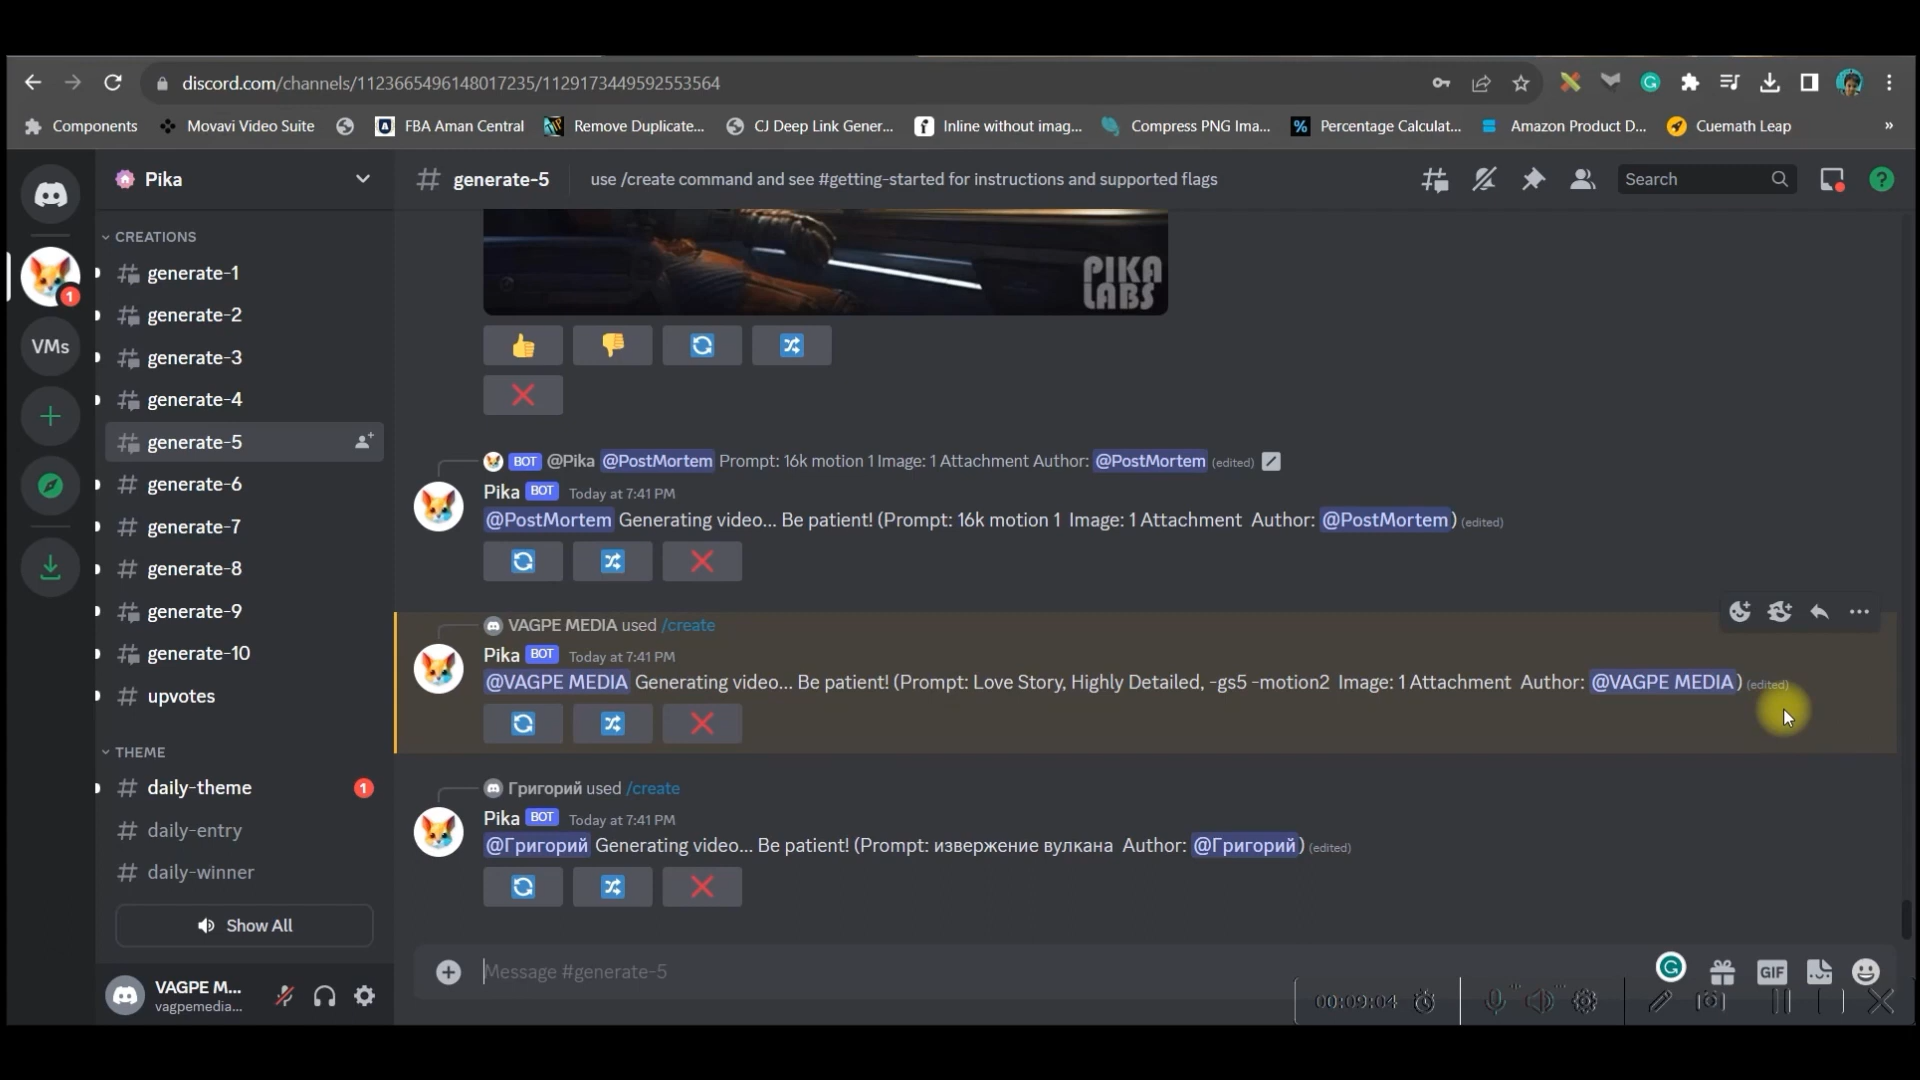 discord.com/channels/1123665496148017235/1129173449592553564
Components Movavi Video Suite FBA Aman Central Remove Duplicate... CJ Deep Link Gener... Inline without imag... Compress PNG Ima... Percentage Calculat... Amazon Product D... Cuemath Leap »
Pika
generate-5 use /create command and see #getting-started for instructions and supported flags
Search
CREATIONS
generate-1
1
generate-2
VMs
generate-3
generate-4
generate-5
generate-6
generate-7
generate-8
generate-9
generate-10
upvotes
THEME
daily-theme 1
daily-entry
daily-winner
Show All
VAGPE M...
vagpemedia...
PIKA
LABS
BOT @Pika @PostMortem Prompt: 16k motion 1 Image: 1 Attachment Author: @PostMortem (edited)
Pika BOT Today at 7:41 PM
@PostMortem Generating video... Be patient! (Prompt: 16k motion 1 Image: 1 Attachment Author: @PostMortem) (edited)
VAGPE MEDIA used /create
Pika BOT Today at 7:41 PM
@VAGPE MEDIA Generating video... Be patient! (Prompt: Love Story, Highly Detailed, -gs5 -motion2 Image: 1 Attachment Author: @VAGPE MEDIA) (edited)
Григорий used /create
Pika BOT Today at 7:41 PM
@Григорий Generating video... Be patient! (Prompt: извержение вулкана Author: @Григорий) (edited)
Message #generate-5
GIF
00:09:04